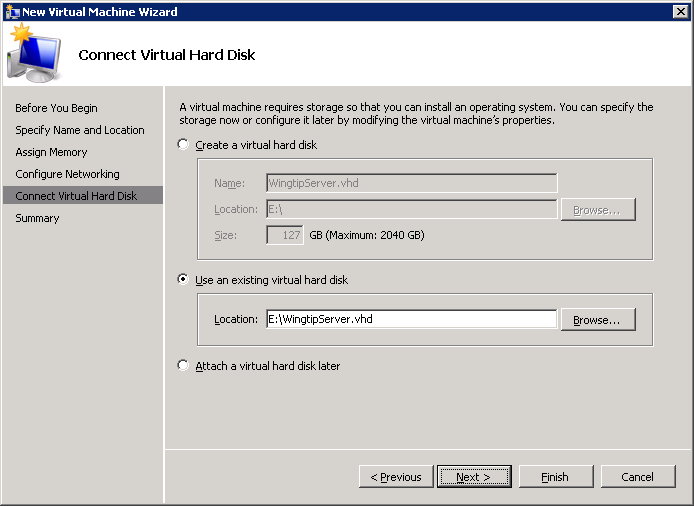 New Virtual Machine Wizard
Connect Virtual Hard Disk
Before You Begin
Specify Name and Location
Assign Memory
Configure Networking
Connect Virtual Hard Disk
Summary
A virtual machine requires storage so that you can install an operating system. You can specify the
storage now or configure it later by modifying the virtual machine's properties.
Create a virtual hard disk
Name: WingtipServer.vhd
Location: E:\ Browse...
Size: 127 GB (Maximum: 2040 GB)
Use an existing virtual hard disk
Location: E:\WingtipServer.vhd Browse...
Attach a virtual hard disk later
< Previous Next > Finish Cancel